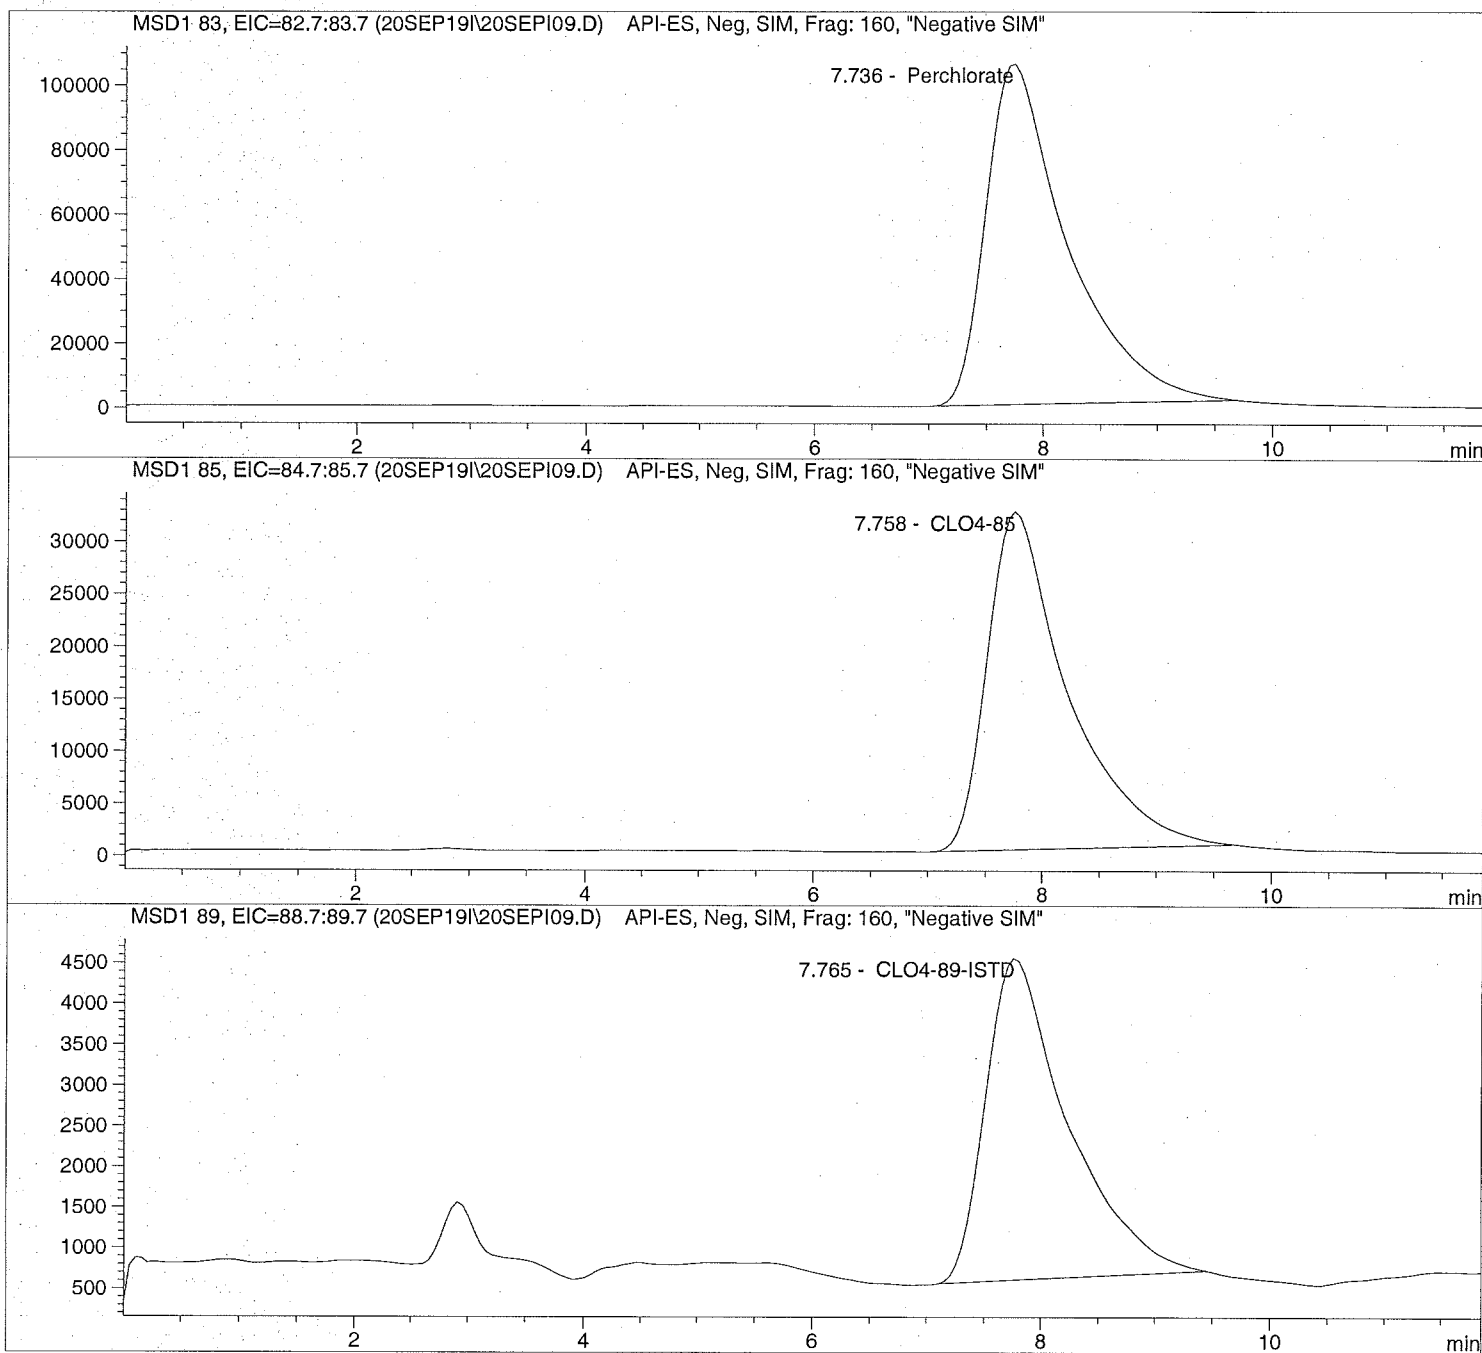 MSD1 83, EIC=82.7:83.7 (20SEP19I\20SEPI09.D) API-ES, Neg, SIM, Frag: 160, "Negative SIM"
7.736 - Perchlorate
100000
80000
60000
40000
20000
0
2 4 6 8 10 min
MSD1 85, EIC=84.7:85.7 (20SEP19I\20SEPI09.D) API-ES, Neg, SIM, Frag: 160, "Negative SIM"
7.758 - CLO4-85
30000
25000
20000
15000
10000
5000
0
2 4 6 8 10 min
MSD1 89, EIC=88.7:89.7 (20SEP19I\20SEPI09.D) API-ES, Neg, SIM, Frag: 160, "Negative SIM"
7.765 - CLO4-89-ISTD
4500
4000
3500
3000
2500
2000
1500
1000
500
2 4 6 8 10 min